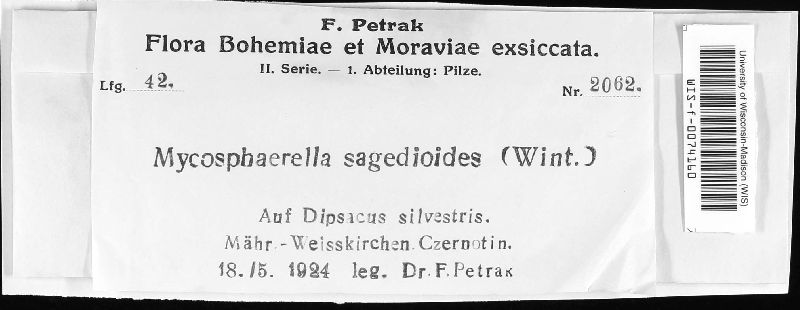 F. Petrak
Flora Bohemiae et Moraviae exsiccata.
II. Serie. — 1. Abteilung: Pilze.
Lfg. 42.
Nr. 2062.
Mycosphaerella sagedioides (Wint.)
Auf Dipsacus silvestris.
Mähr.-Weisskirchen. Czernotin.
18./5. 1924 leg. Dr. F. Petrak
University of Wisconsin-Madison (WIS)
WIS-f-0074160